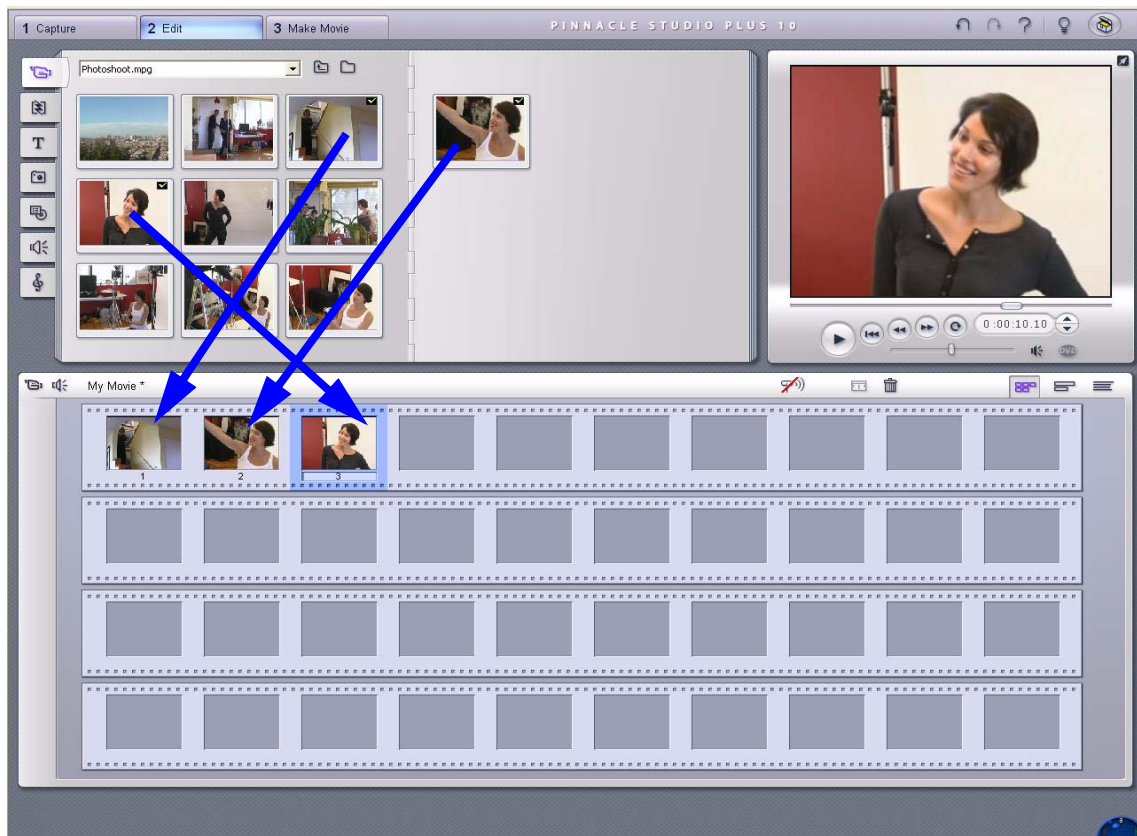 1 Capture
2 Edit
3 Make Movie
PINNACLE STUDIO PLUS 10
Photoshoot.mpg
T
0:00:10.10
DVD
My Movie *
1
2
3